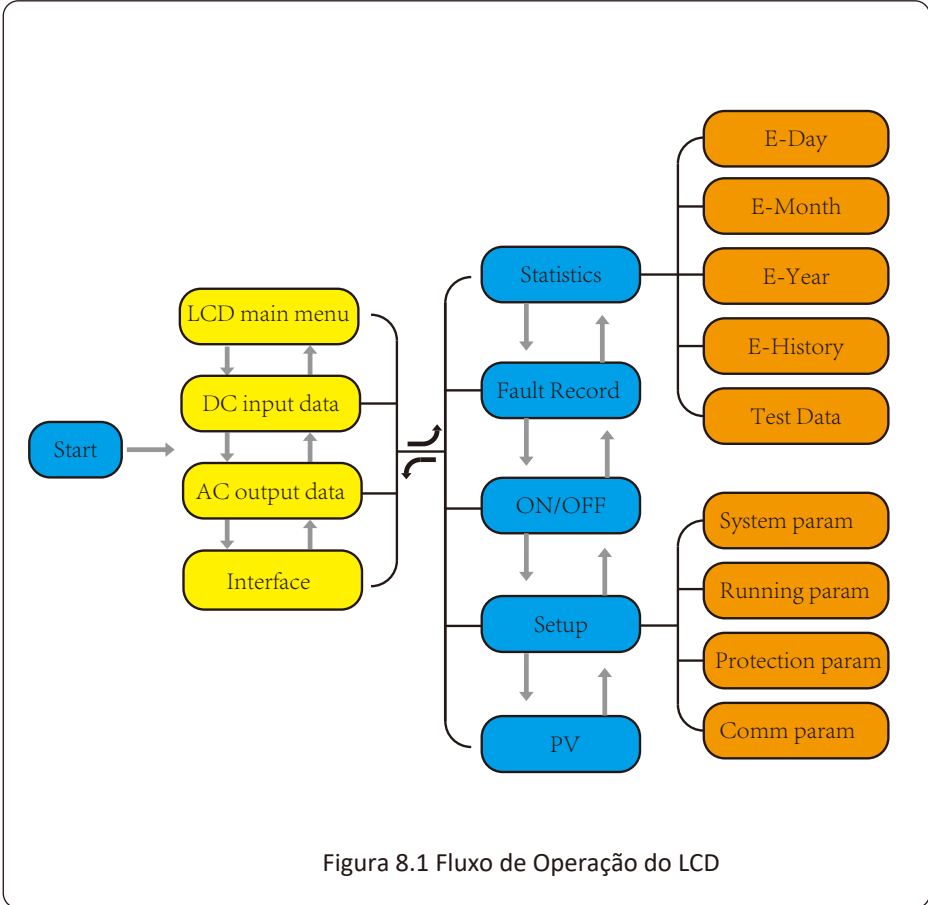 Start
LCD main menu
DC input data
AC output data
Interface
Statistics
Fault Record
ON/OFF
Setup
PV
E-Day
E-Month
E-Year
E-History
Test Data
System param
Running param
Protection param
Comm param
Figura 8.1 Fluxo de Operação do LCD